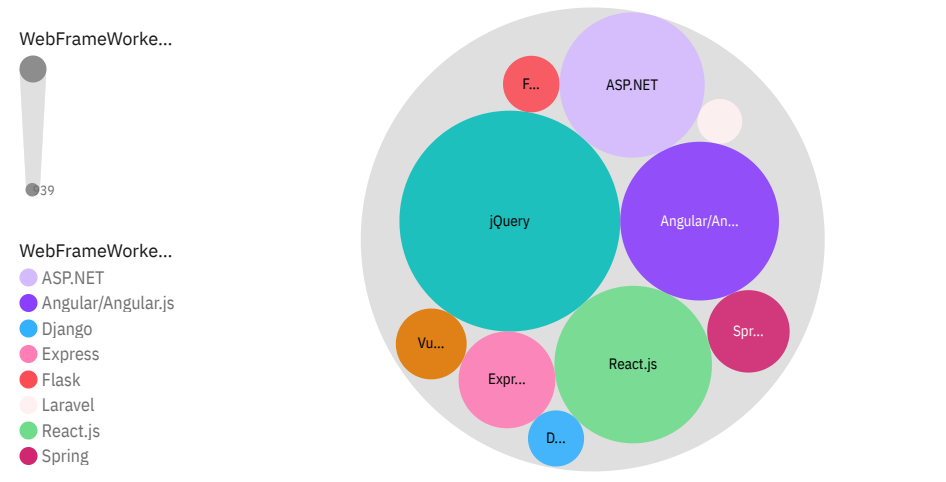 WebFrameWorke...
939
WebFrameWorke...
ASP.NET
Angular/Angular.js
Django
Express
Flask
Laravel
React.js
Spring
F...
ASP.NET
jQuery
Angular/An...
Vu...
Expr...
React.js
Spr...
D...